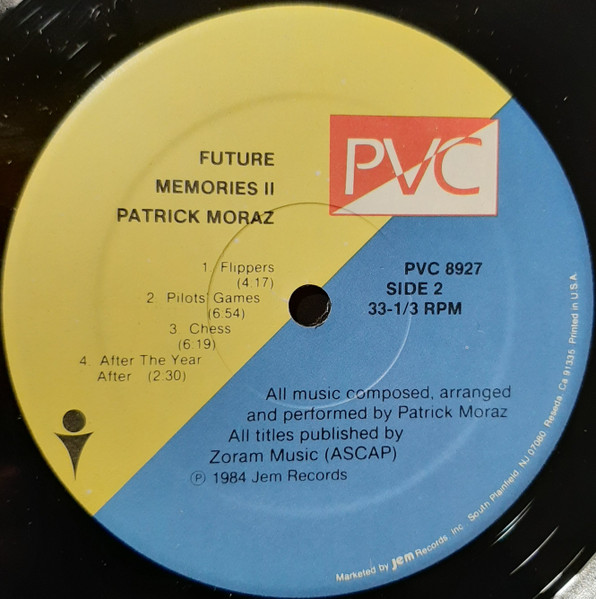 FUTURE
MEMORIES II
PATRICK MORAZ
PVC
1. Flippers
(4.17)
2. Pilots' Games
(6.54)
3. Chess
(6:19)
4. After The Year
After (2.30)
PVC 8927
SIDE 2
33-1/3 RPM
All music composed, arranged
and performed by Patrick Moraz
All titles published by
Zoram Music (ASCAP)
Ⓟ 1984 Jem Records
Marketed by jem Records, Inc. South Plainfield, NJ 07080, Reseda, Ca 91335 Printed in U.S.A.